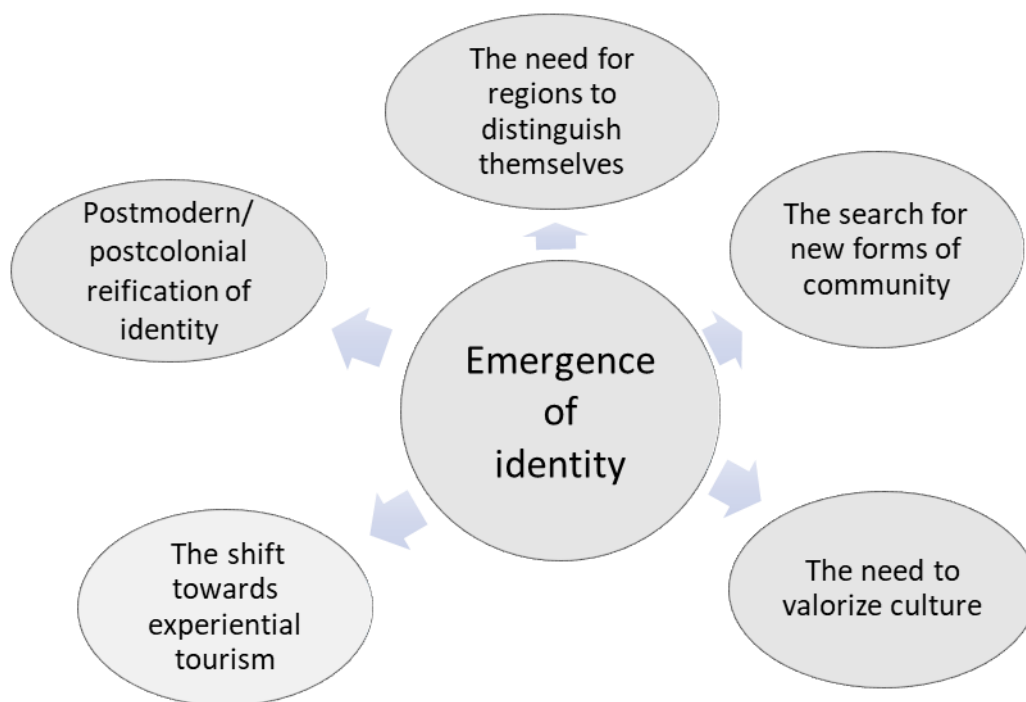 The need for
regions to
distinguish
themselves
Postmodern/
postcolonial
reification of
identity
The search for
new forms of
community
Emergence
of
identity
The shift
towards
experiential
tourism
The need to
valorize culture